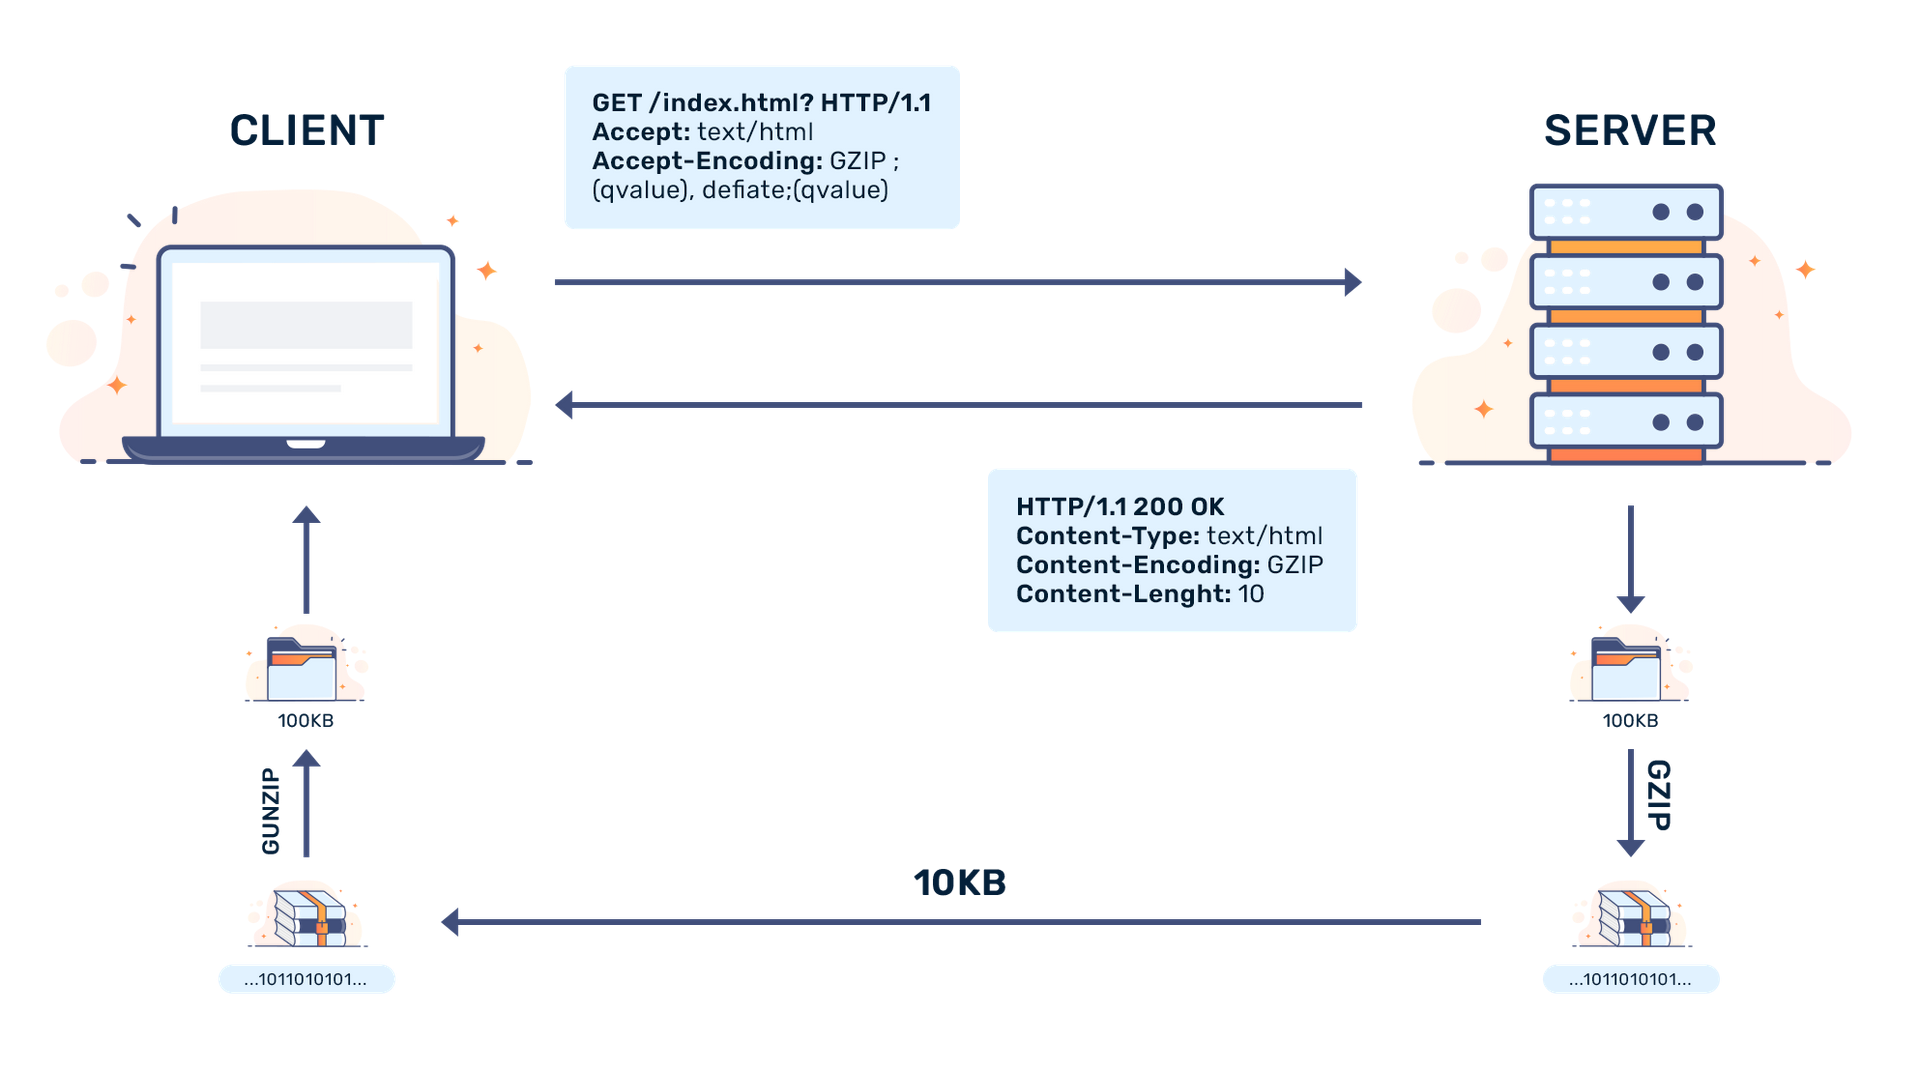 CLIENT
GET /index.html? HTTP/1.1
Accept: text/html
Accept-Encoding: GZIP ;
(qvalue), defiate;(qvalue)
SERVER
HTTP/1.1 200 OK
Content-Type: text/html
Content-Encoding: GZIP
Content-Lenght: 10
100KB
100KB
GUNZIP
GZIP
10KB
...1011010101...
...1011010101...